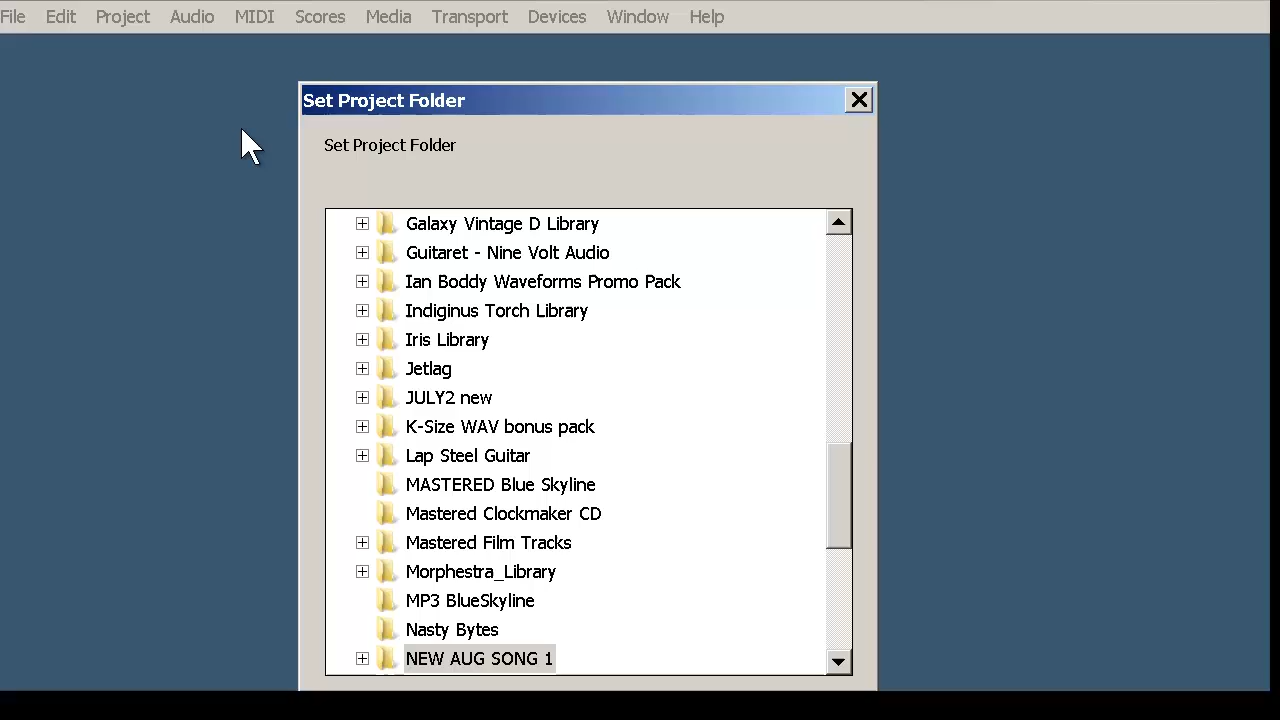 File Edit Project Audio MIDI Scores Media Transport Devices Window Help
Set Project Folder
Set Project Folder
Galaxy Vintage D Library
Guitaret - Nine Volt Audio
Ian Boddy Waveforms Promo Pack
Indiginus Torch Library
Iris Library
Jetlag
JULY2 new
K-Size WAV bonus pack
Lap Steel Guitar
MASTERED Blue Skyline
Mastered Clockmaker CD
Mastered Film Tracks
Morphestra_Library
MP3 BlueSkyline
Nasty Bytes
NEW AUG SONG 1